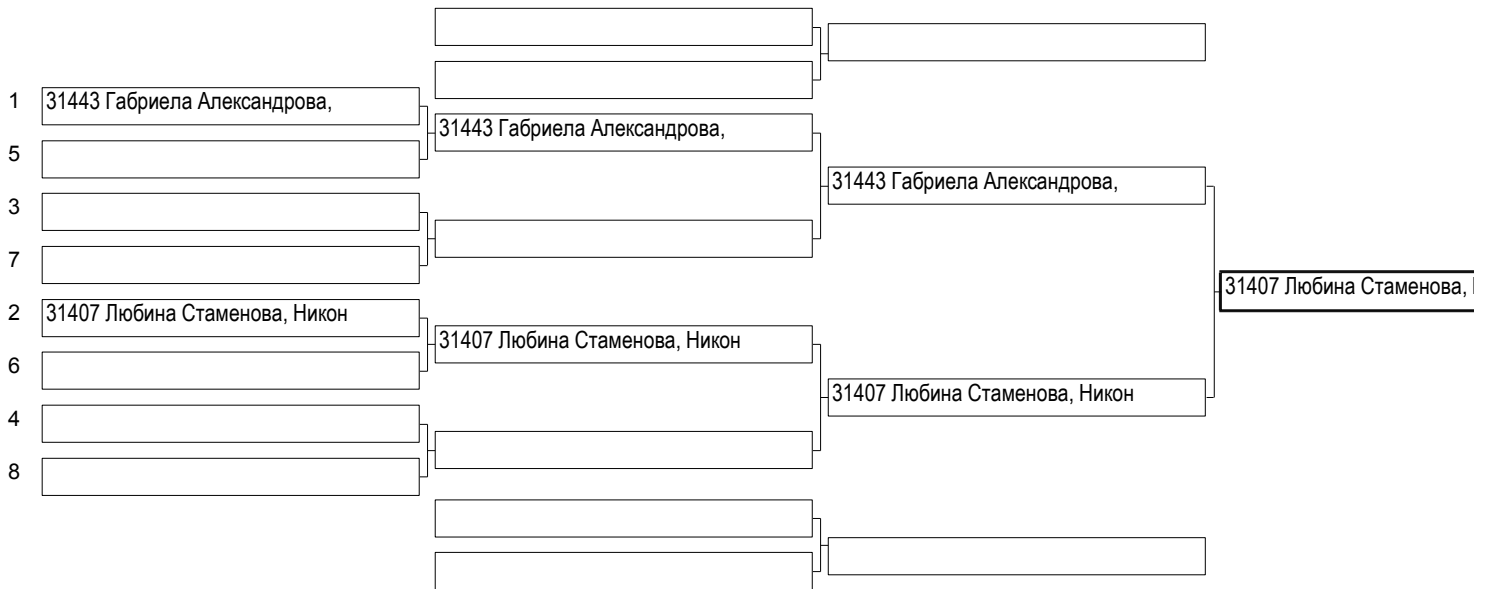 1 31443 Габриела Александрова,
5
31443 Габриела Александрова,
3
31443 Габриела Александрова,
7
31407 Любина Стаменова,
2 31407 Любина Стаменова, Никон
31407 Любина Стаменова, Никон
6
31407 Любина Стаменова, Никон
4
8